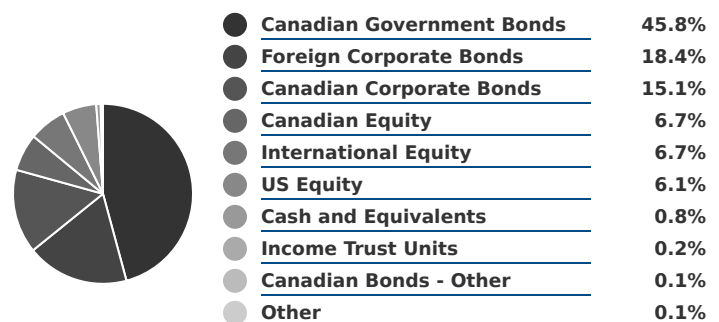 Canadian Government Bonds 45.8%
Foreign Corporate Bonds 18.4%
Canadian Corporate Bonds 15.1%
Canadian Equity 6.7%
International Equity 6.7%
US Equity 6.1%
Cash and Equivalents 0.8%
Income Trust Units 0.2%
Canadian Bonds - Other 0.1%
Other 0.1%